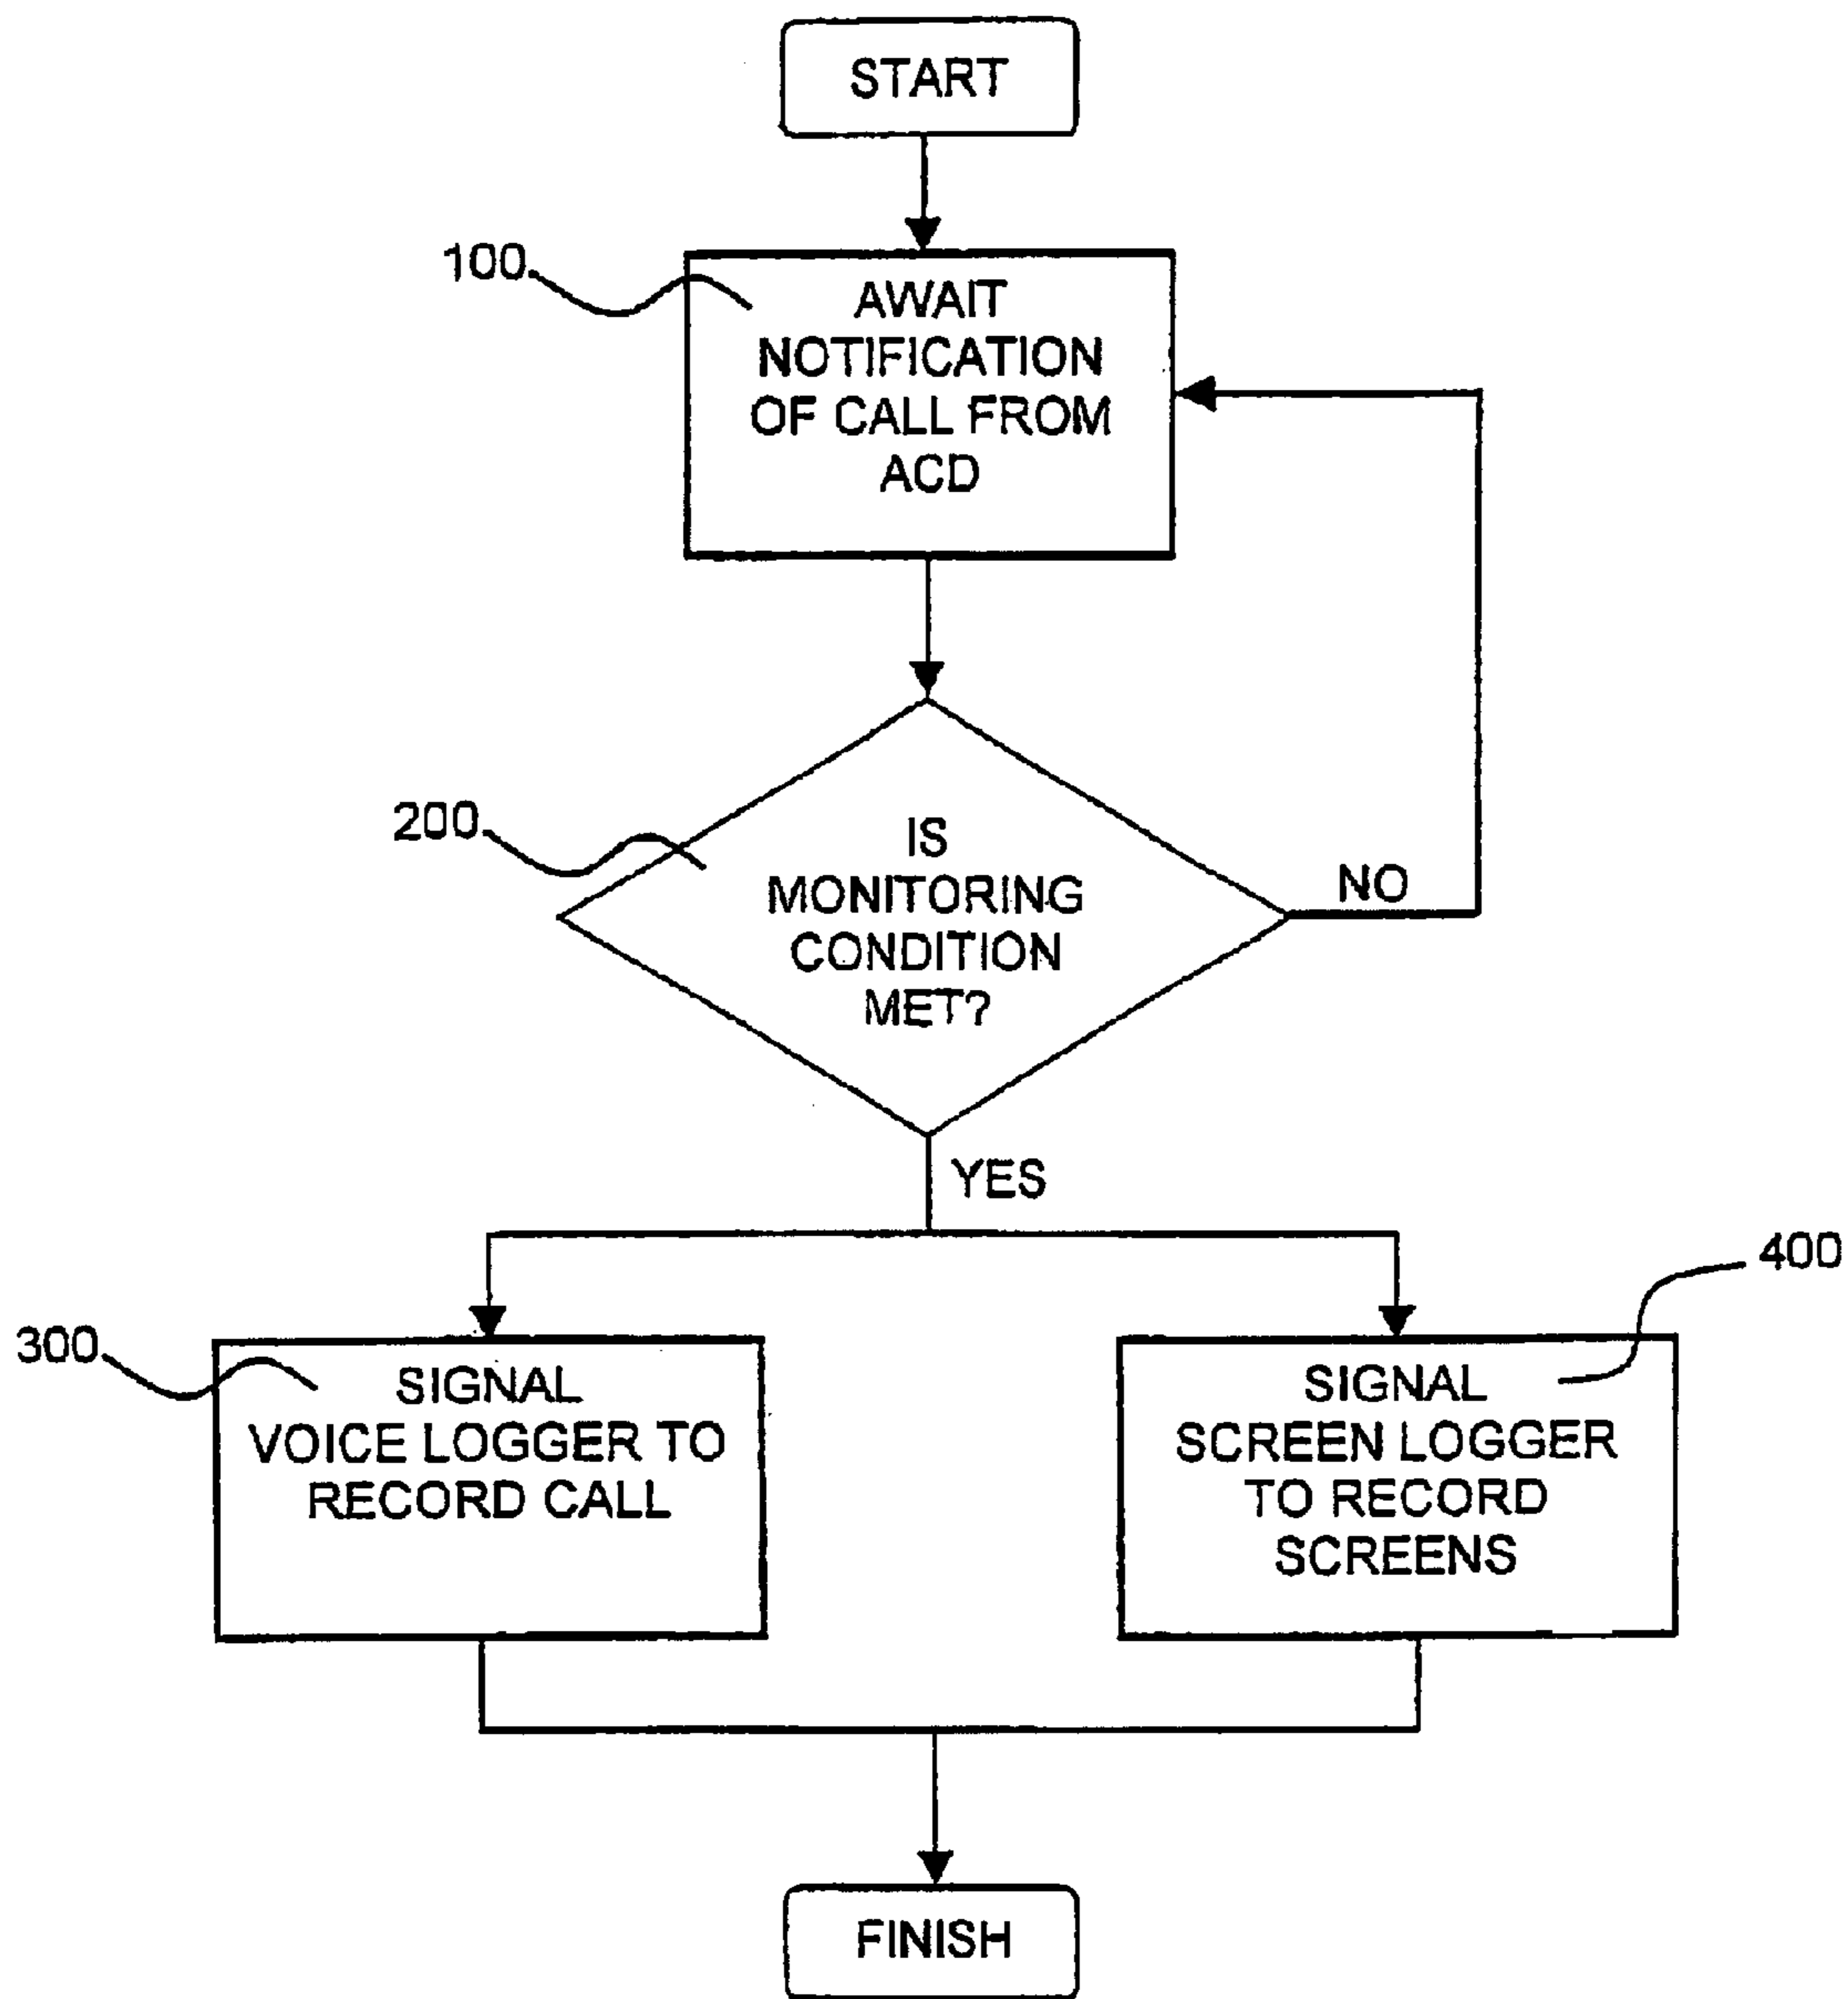 START
100
AWAIT
NOTIFICATION
OF CALL FROM
ACD
200
IS
MONITORING
CONDITION
MET?
NO
YES
300
SIGNAL
VOICE LOGGER TO
RECORD CALL
400
SIGNAL
SCREEN LOGGER
TO RECORD
SCREENS
FINISH